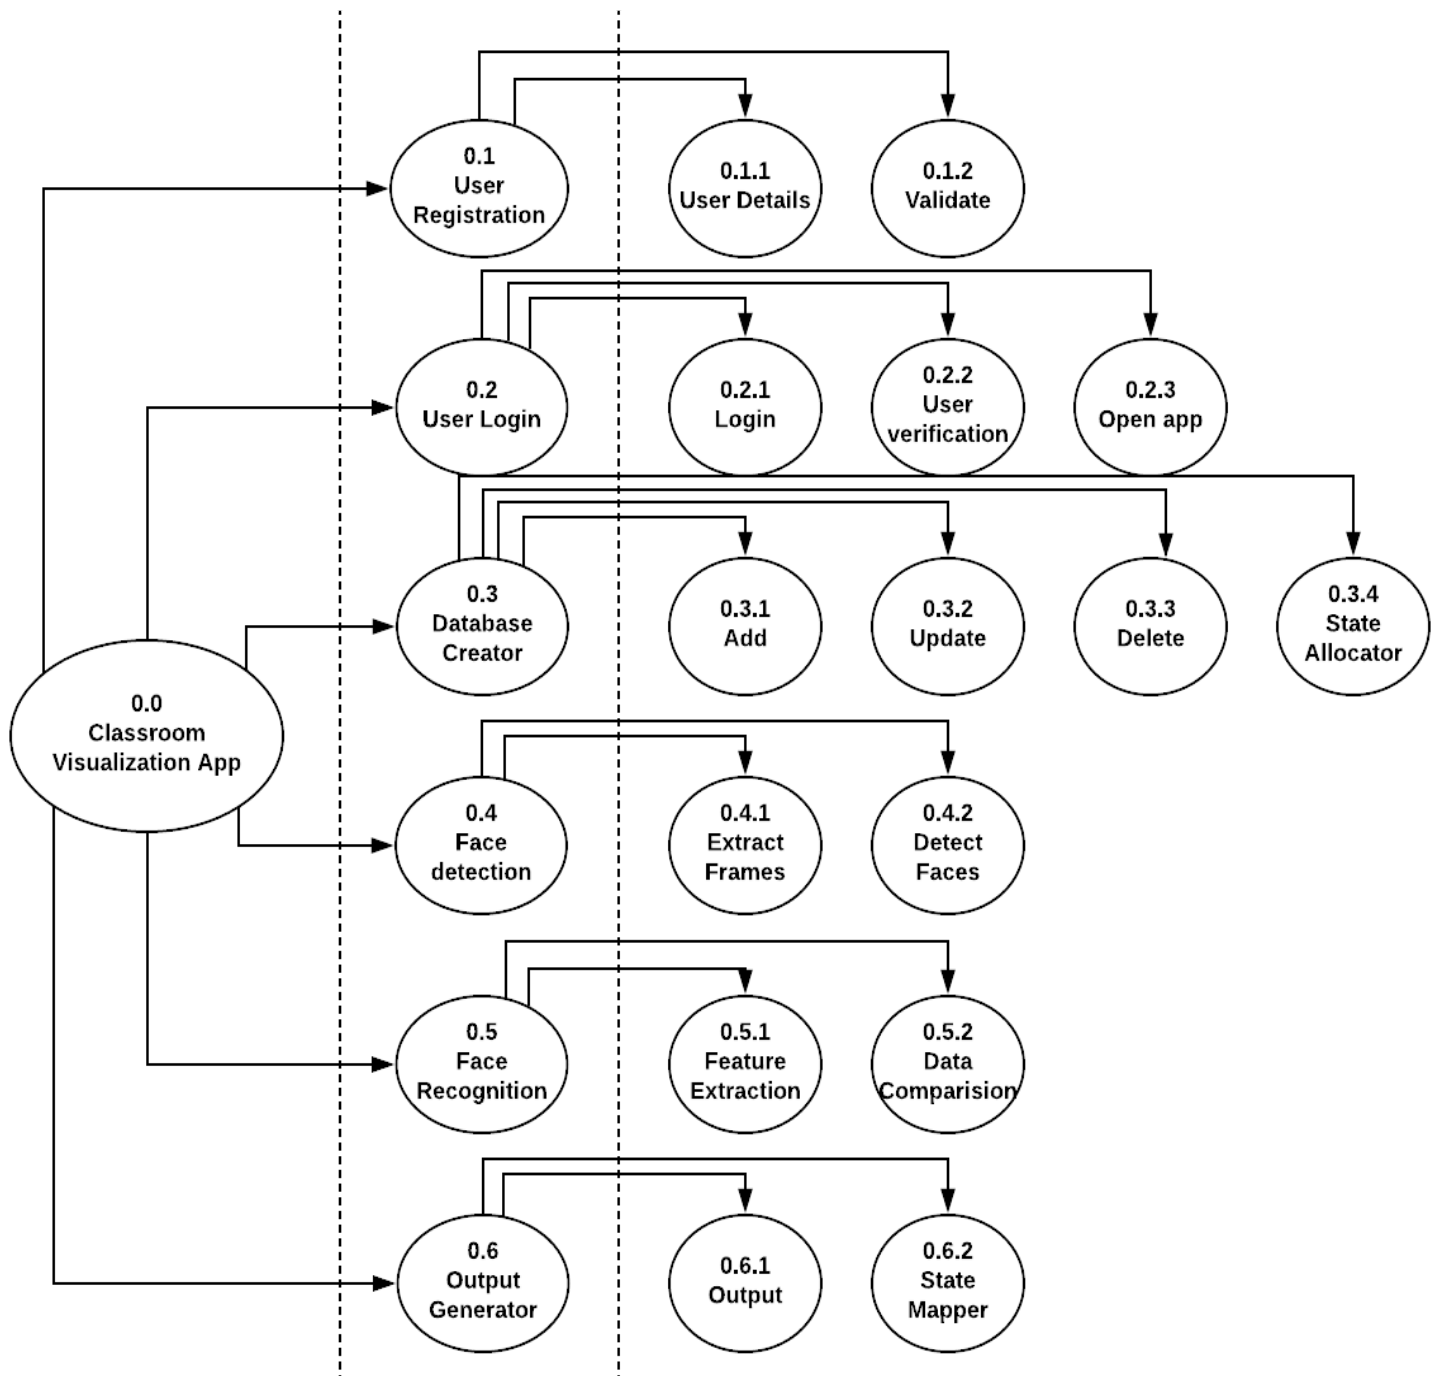 0.1
User
Registration
0.1.1
User Details
0.1.2
Validate
0.2
User Login
0.2.1
Login
0.2.2
User
verification
0.2.3
Open app
0.3
Database
Creator
0.3.1
Add
0.3.2
Update
0.3.3
Delete
0.3.4
State
Allocator
0.0
Classroom
Visualization App
0.4
Face
detection
0.4.1
Extract
Frames
0.4.2
Detect
Faces
0.5
Face
Recognition
0.5.1
Feature
Extraction
0.5.2
Data
Comparision
0.6
Output
Generator
0.6.1
Output
0.6.2
State
Mapper